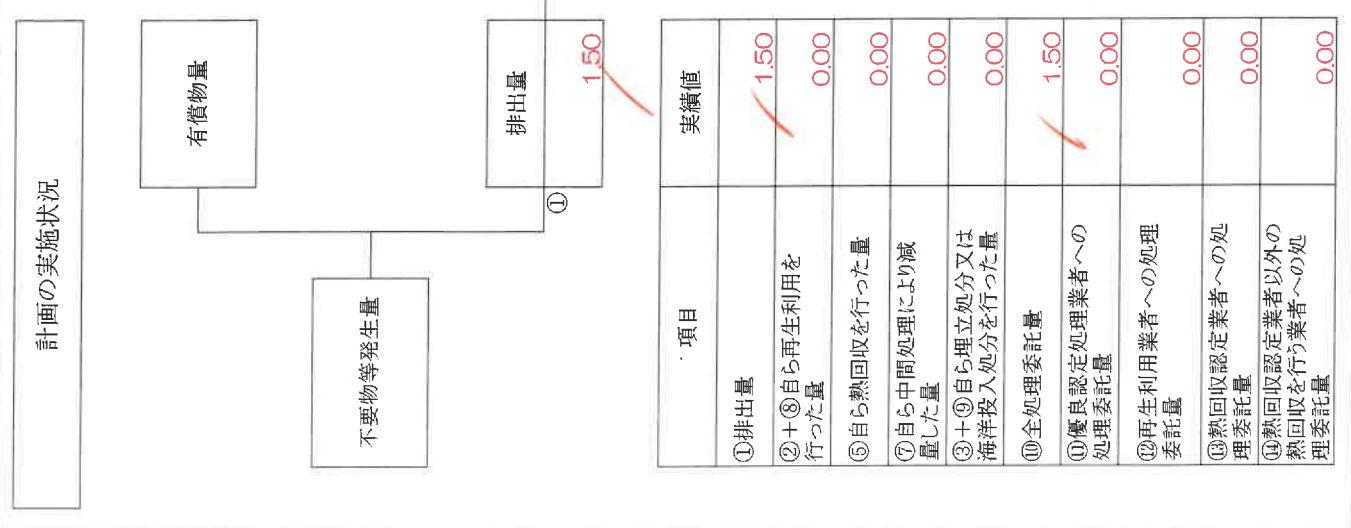 計画の実施状況
有償物量
不要物等発生量
排出量
1.50
①
項目
実績値
①排出量
1.50
②+⑧自ら再生利用を
行った量
0.00
⑤自ら熱回収を行った量
0.00
⑦自ら中間処理により減
量した量
0.00
③+⑨自ら埋立処分又は
海洋投入処分を行った量
0.00
⑩全処理委託量
1.50
⑪優良認定処理業者への
処理委託量
0.00
⑫再生利用業者への処理
委託量
0.00
⑬熱回収認定業者への処
理委託量
0.00
⑭熱回収認定業者以外の
熱回収を行う業者への処
理委託量
0.00